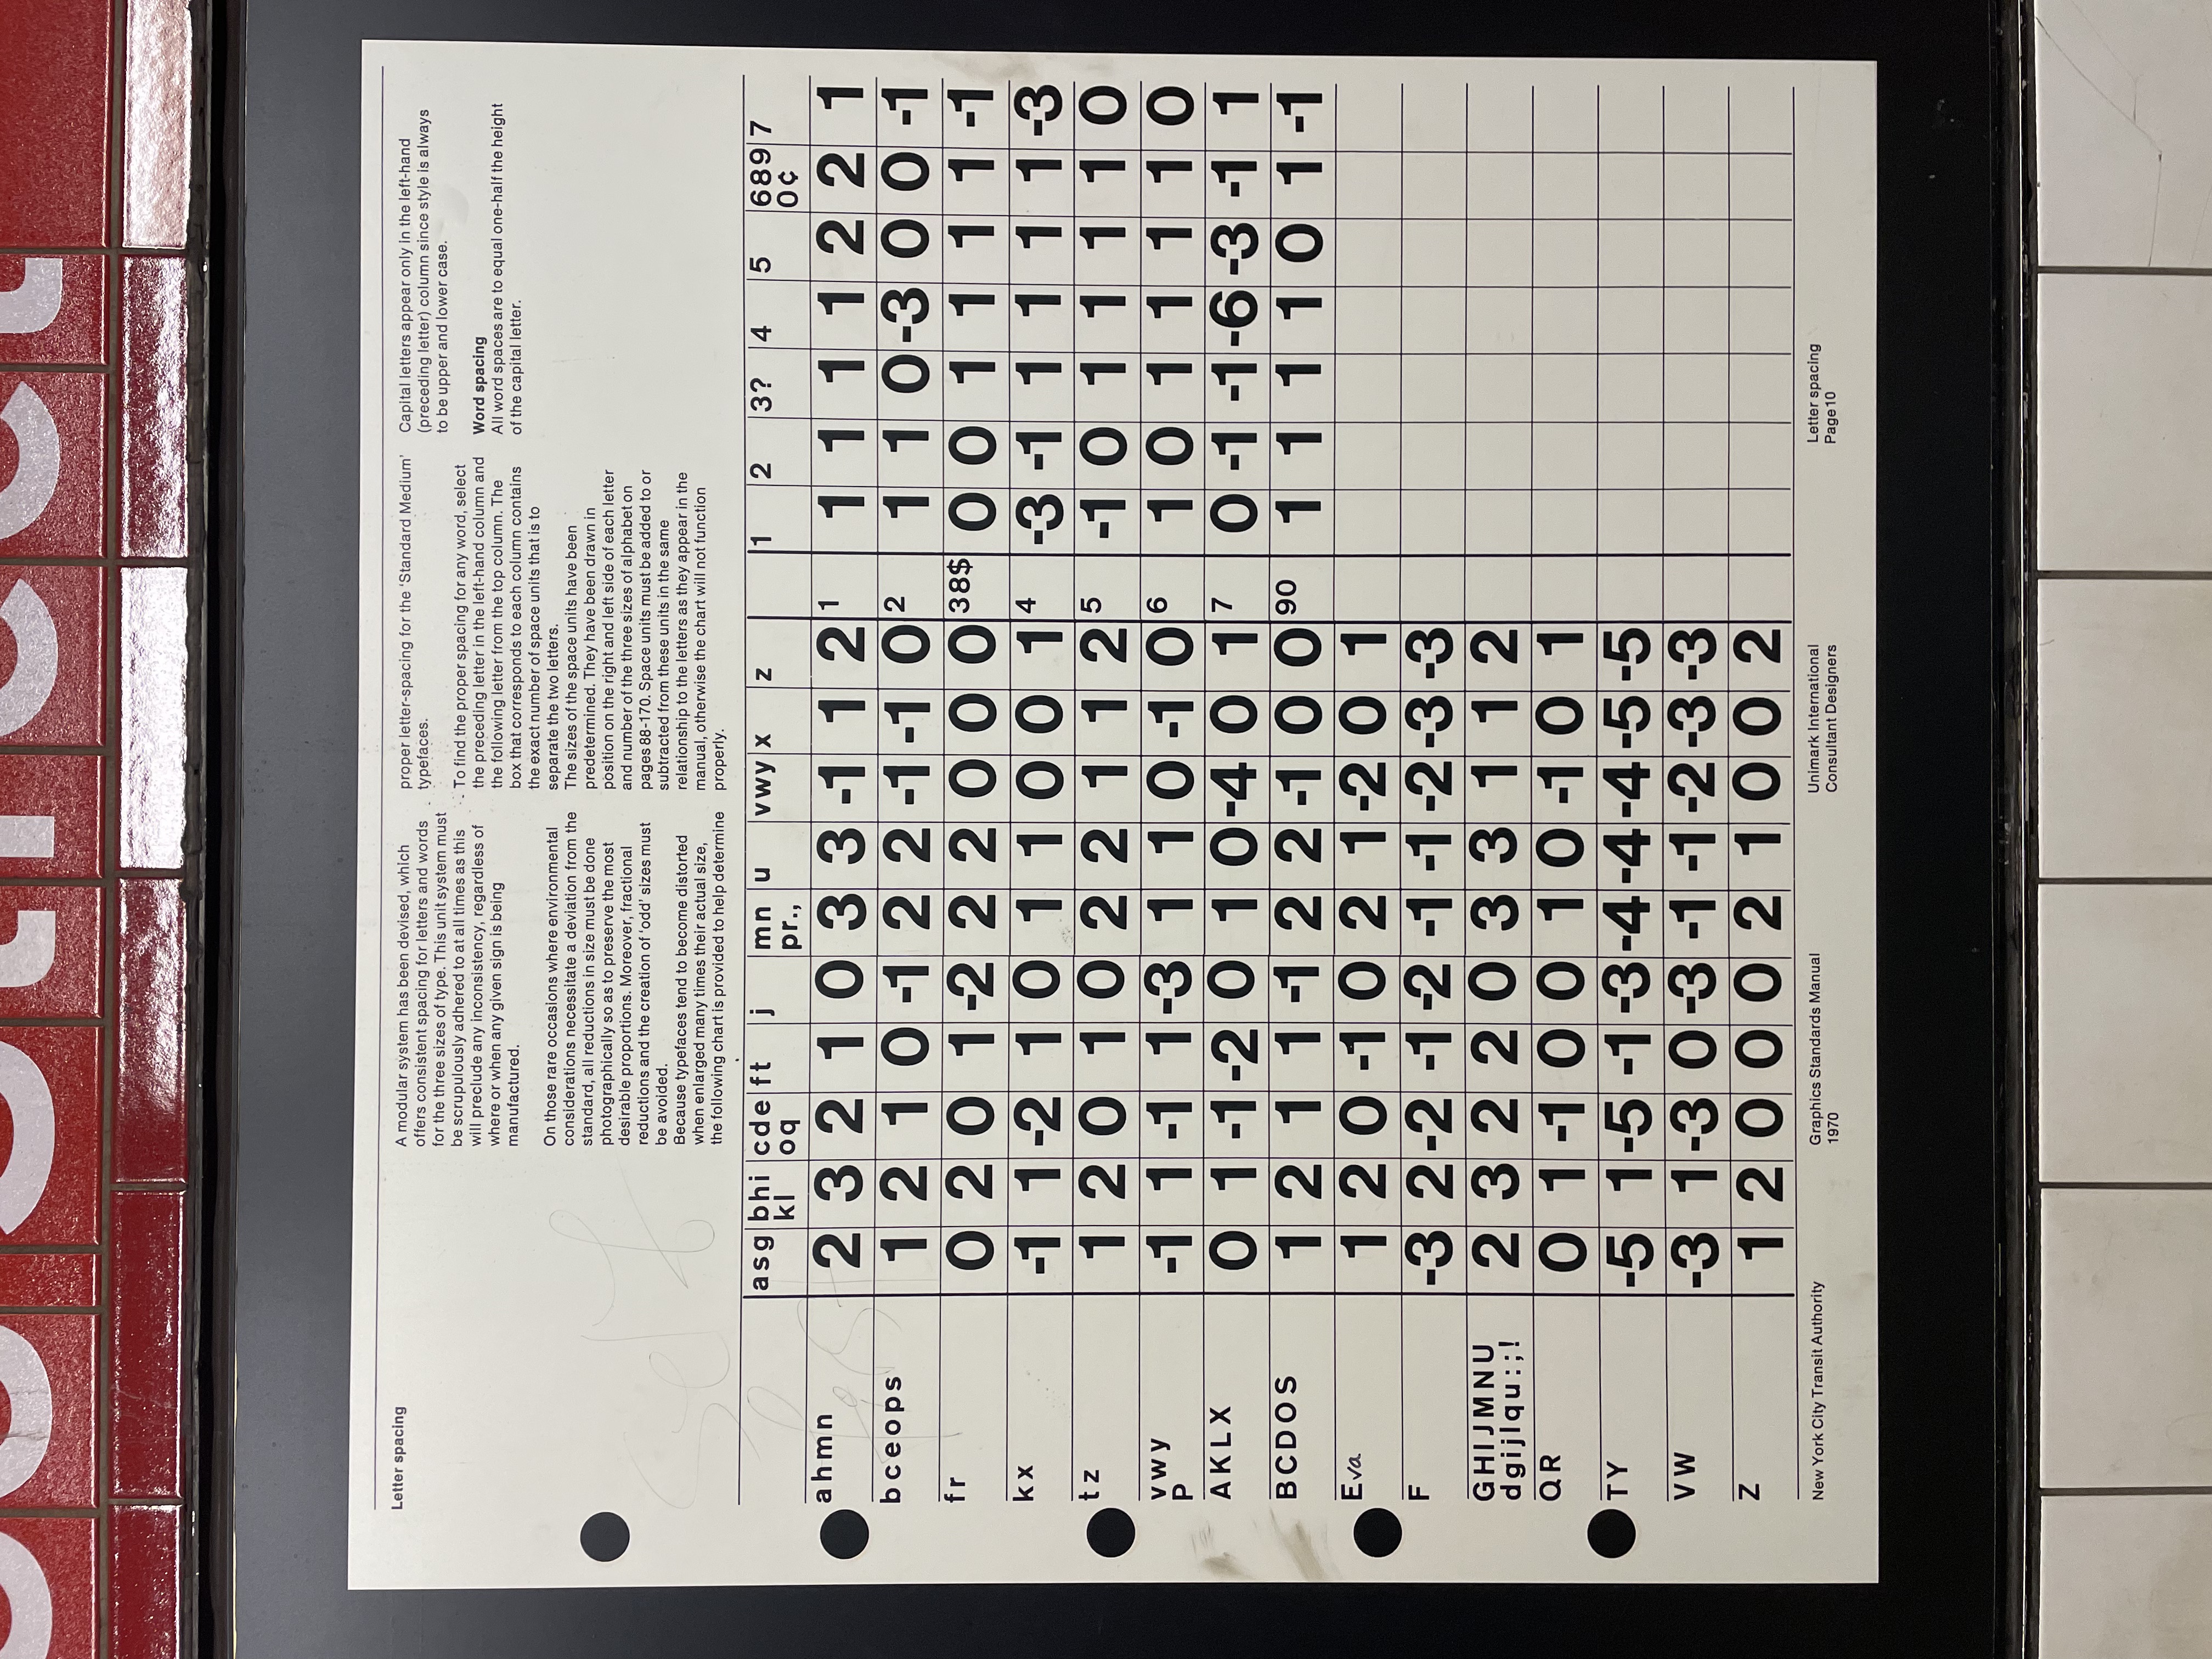 Street
Letter spacing
A modular system has been devised, which
offers consistent spacing for letters and words
for the three sizes of type. This unit system must
be scrupulously adhered to at all times as this
will preclude any inconsistency, regardless of
where or when any given sign is being
manufactured.
On those rare occasions where environmental
considerations necessitate a deviation from the
standard, all reductions in size must be done
photographically so as to preserve the most
desirable proportions. Moreover, fractional
reductions and the creation of ‘odd’ sizes must
be avoided.
Because typefaces tend to become distorted
when enlarged many times their actual size,
the following chart is provided to help determine
proper letter-spacing for the ‘Standard Medium’
typefaces.
To find the proper spacing for any word, select
the preceding letter in the left-hand column and
the following letter from the top column. The
box that corresponds to each column contains
the exact number of space units that is to
separate the two letters.
The sizes of the space units have been
predetermined. They have been drawn in
position on the right and left side of each letter
and number of the three sizes of alphabet on
pages 88-170. Space units must be added to or
subtracted from these units in the same
relationship to the letters as they appear in the
manual, otherwise the chart will not function
properly.
Capital letters appear only in the left-hand
(preceding letter) column since style is always
to be upper and lower case.
Word spacing
All word spaces are to equal one-half the height
of the capital letter.
self
asg bhi cde ft j mn u vwy x z 1 2 3? 4 5 689 7
kl oq pr., 0¢
ahmn 2 3 2 1 0 3 3 -1 1 2 1 1 1 1 1 2 2 1
bceops 1 2 1 0 -1 2 2 -1 -1 0 2 1 1 0 -3 0 0 -1
fr 0 2 0 1 -2 2 2 0 0 0 38$ 0 0 1 1 1 1 -1
kx -1 1 -2 1 0 1 1 0 0 1 4 -3 -1 1 1 1 1 -3
tz 1 2 0 1 0 2 2 1 1 2 5 -1 0 1 1 1 1 0
vwy -1 1 -1 1 -3 1 1 0 -1 0 6 1 0 1 1 1 1 0
P
AKLX 0 1 -1 -2 0 1 0 -4 0 1 7 0 -1 -1 -6 -3 -1 1
BCDOS 1 2 1 1 -1 2 2 -1 0 0 90 1 1 1 1 0 1 -1
Eva 1 2 0 -1 0 2 1 -2 0 1
F -3 2 -2 -1 -2 -1 -1 -2 -3 -3
GHIJMNU 2 3 2 2 0 3 3 1 1 2
dgijlqu:;!
QR 0 1 -1 0 0 1 0 -1 0 1
TY -5 1 -5 -1 -3 -4 -4 -4 -5 -5
VW -3 1 -3 0 -3 -1 -1 -2 -3 -3
Z 1 2 0 0 0 2 1 0 0 2
New York City Transit Authority
Graphics Standards Manual
1970
Unimark International
Consultant Designers
Letter spacing
Page 10